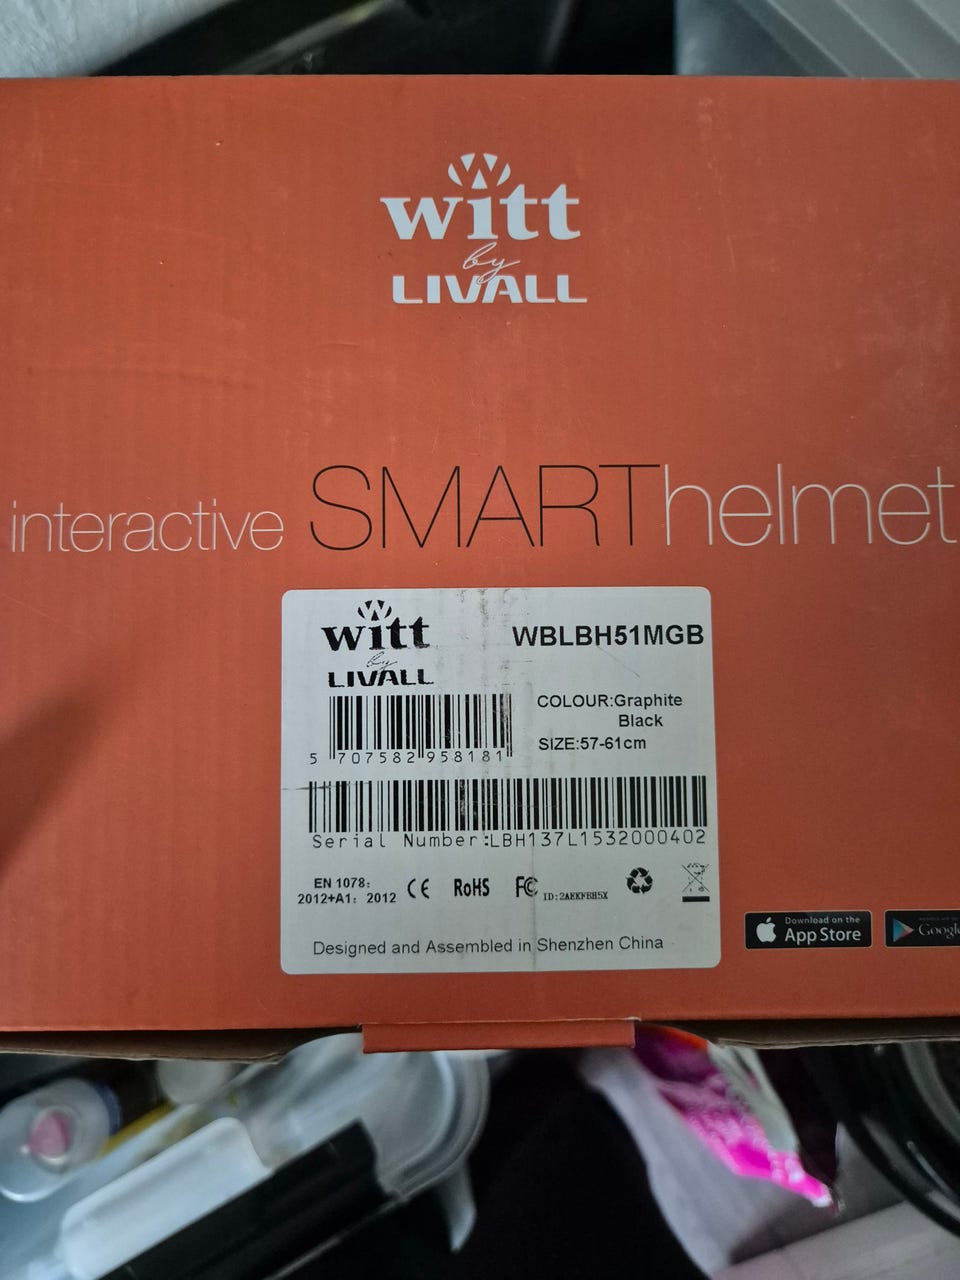 W
witt
by
LIVALL
interactive SMARThelmet
W
witt
by
LIVALL
WBLBH51MGB
COLOUR:Graphite
Black
SIZE:57-61cm
5 707582 958181
Serial Number:LBH137L1532000402
EN 1078:
2012+A1: 2012
CE RoHS FC ID:2AEKFBH5X
Designed and Assembled in Shenzhen China
Download on the
App Store
Google